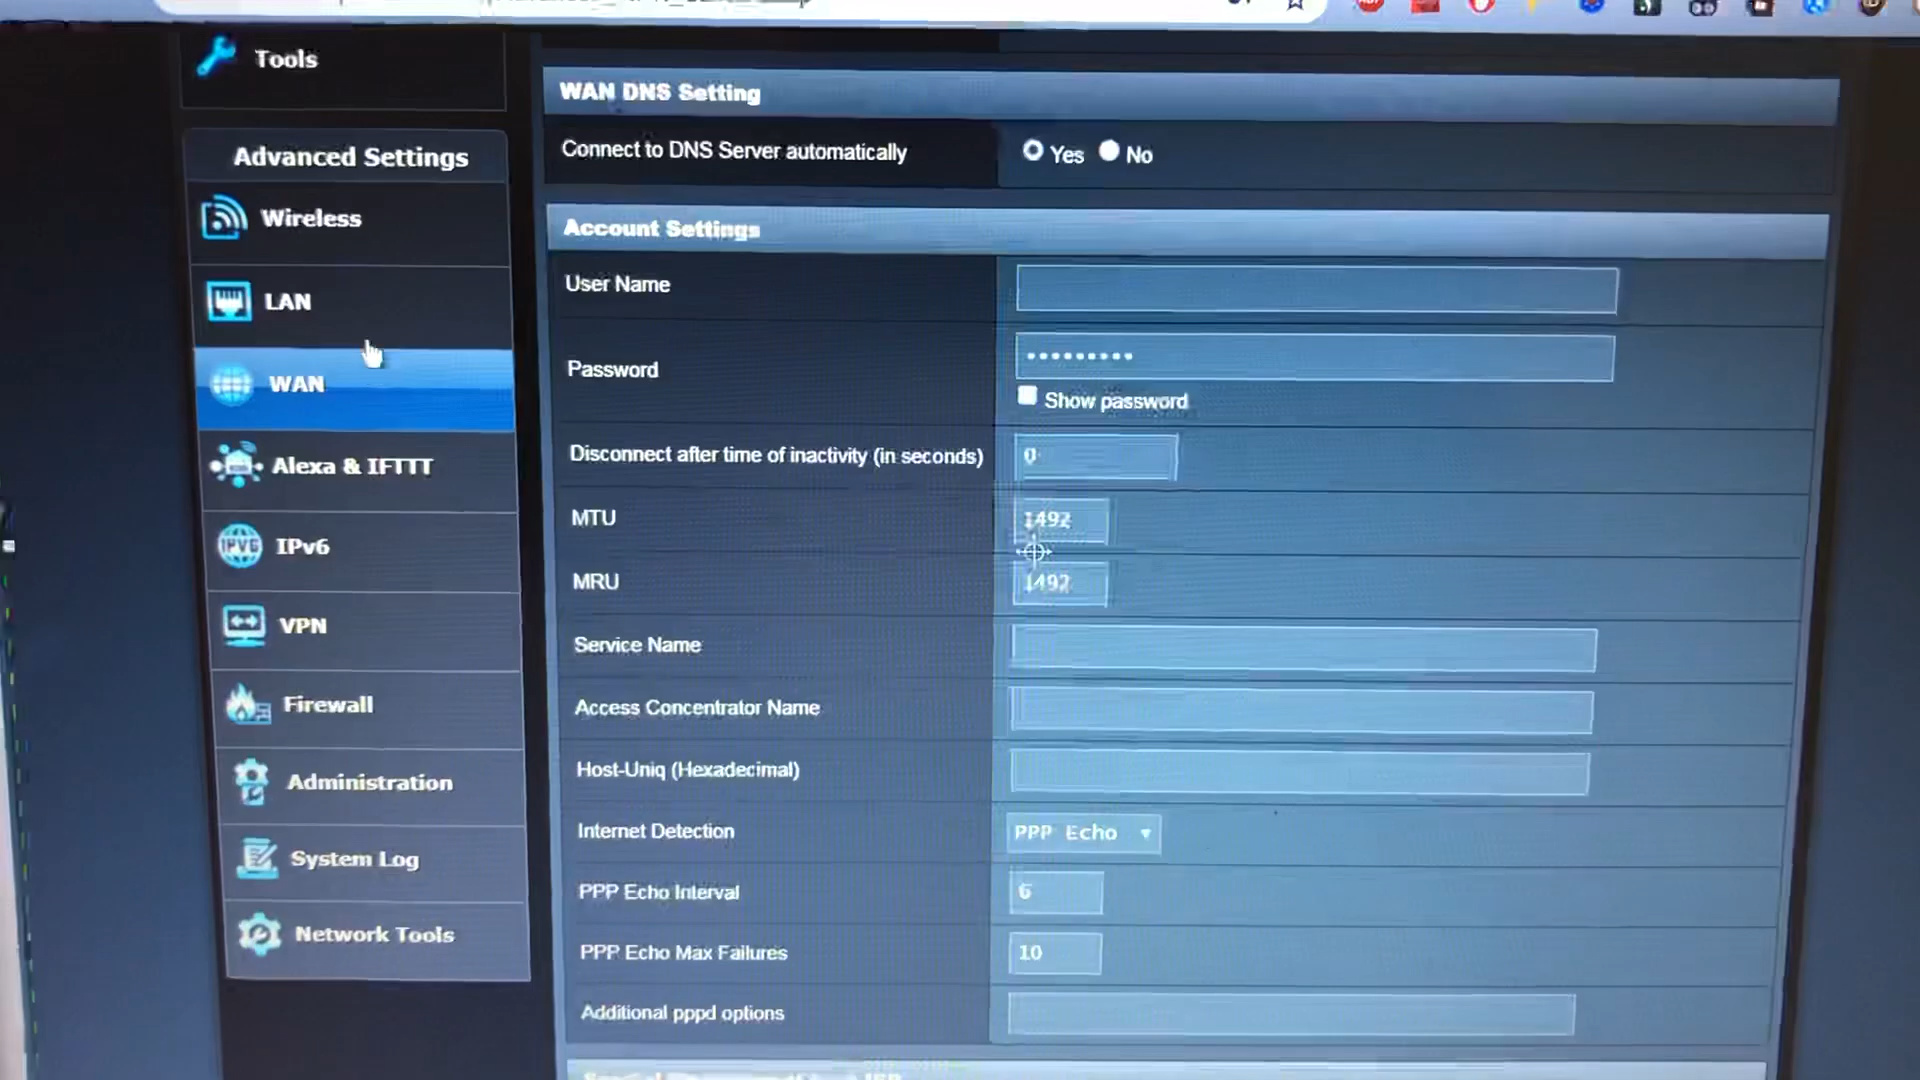 Tools
Advanced Settings
Wireless
LAN
WAN
Alexa & IFTTT
IPv6
VPN
Firewall
Administration
System Log
Network Tools
WAN DNS Setting
Connect to DNS Server automatically
Yes No
Account Settings
User Name
Password
•••••••••
Show password
Disconnect after time of inactivity (in seconds)
0
MTU
1492
MRU
1492
Service Name
Access Concentrator Name
Host-Uniq (Hexadecimal)
Internet Detection
PPP Echo
PPP Echo Interval
6
PPP Echo Max Failures
10
Additional pppd options